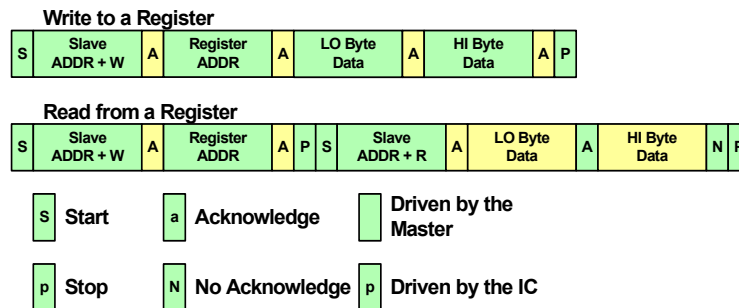 Write to a Register
S Slave ADDR + W A Register ADDR A LO Byte Data A HI Byte Data A P
Read from a Register
S Slave ADDR + W A Register ADDR A P S Slave ADDR + R A LO Byte Data A HI Byte Data N P
S Start a Acknowledge Driven by the Master
p Stop N No Acknowledge p Driven by the IC